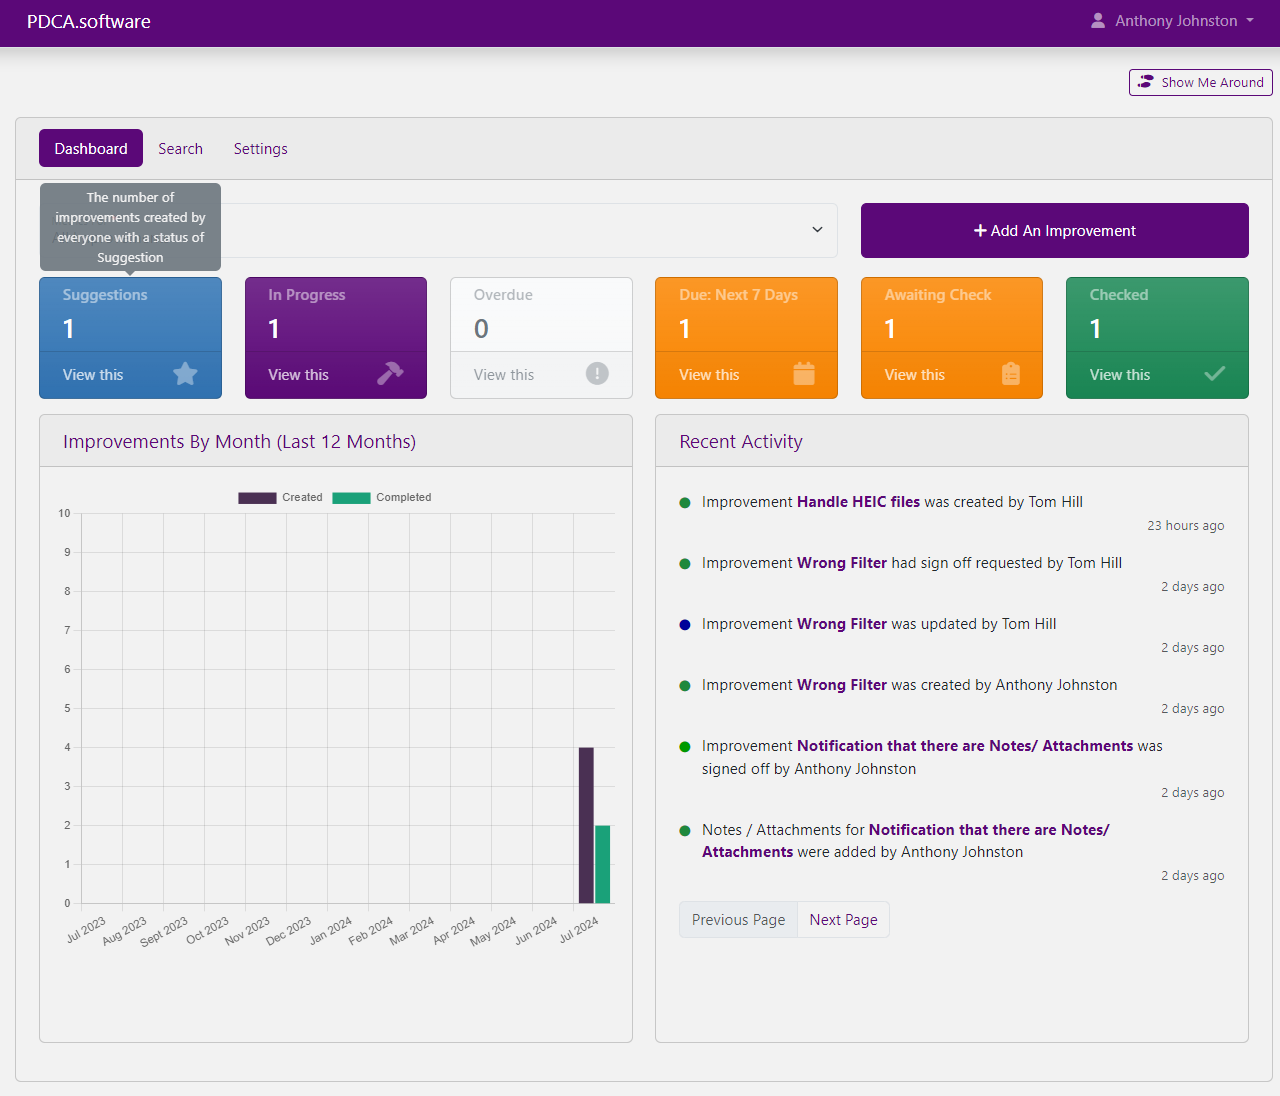 PDCA.software
Anthony Johnston
Show Me Around
Dashboard
Search
Settings
The number of
improvements created by
everyone with a status of
Suggestion
Add An Improvement
Suggestions
1
View this
In Progress
1
View this
Overdue
0
View this
Due: Next 7 Days
1
View this
Awaiting Check
1
View this
Checked
1
View this
Improvements By Month (Last 12 Months)
Created
Completed
10
9
8
7
6
5
4
3
2
1
0
Jul 2023
Aug 2023
Sept 2023
Oct 2023
Nov 2023
Dec 2023
Jan 2024
Feb 2024
Mar 2024
Apr 2024
May 2024
Jun 2024
Jul 2024
Recent Activity
Improvement Handle HEIC files was created by Tom Hill
23 hours ago
Improvement Wrong Filter had sign off requested by Tom Hill
2 days ago
Improvement Wrong Filter was updated by Tom Hill
2 days ago
Improvement Wrong Filter was created by Anthony Johnston
2 days ago
Improvement Notification that there are Notes/ Attachments was
signed off by Anthony Johnston
2 days ago
Notes / Attachments for Notification that there are Notes/
Attachments were added by Anthony Johnston
2 days ago
Previous Page
Next Page